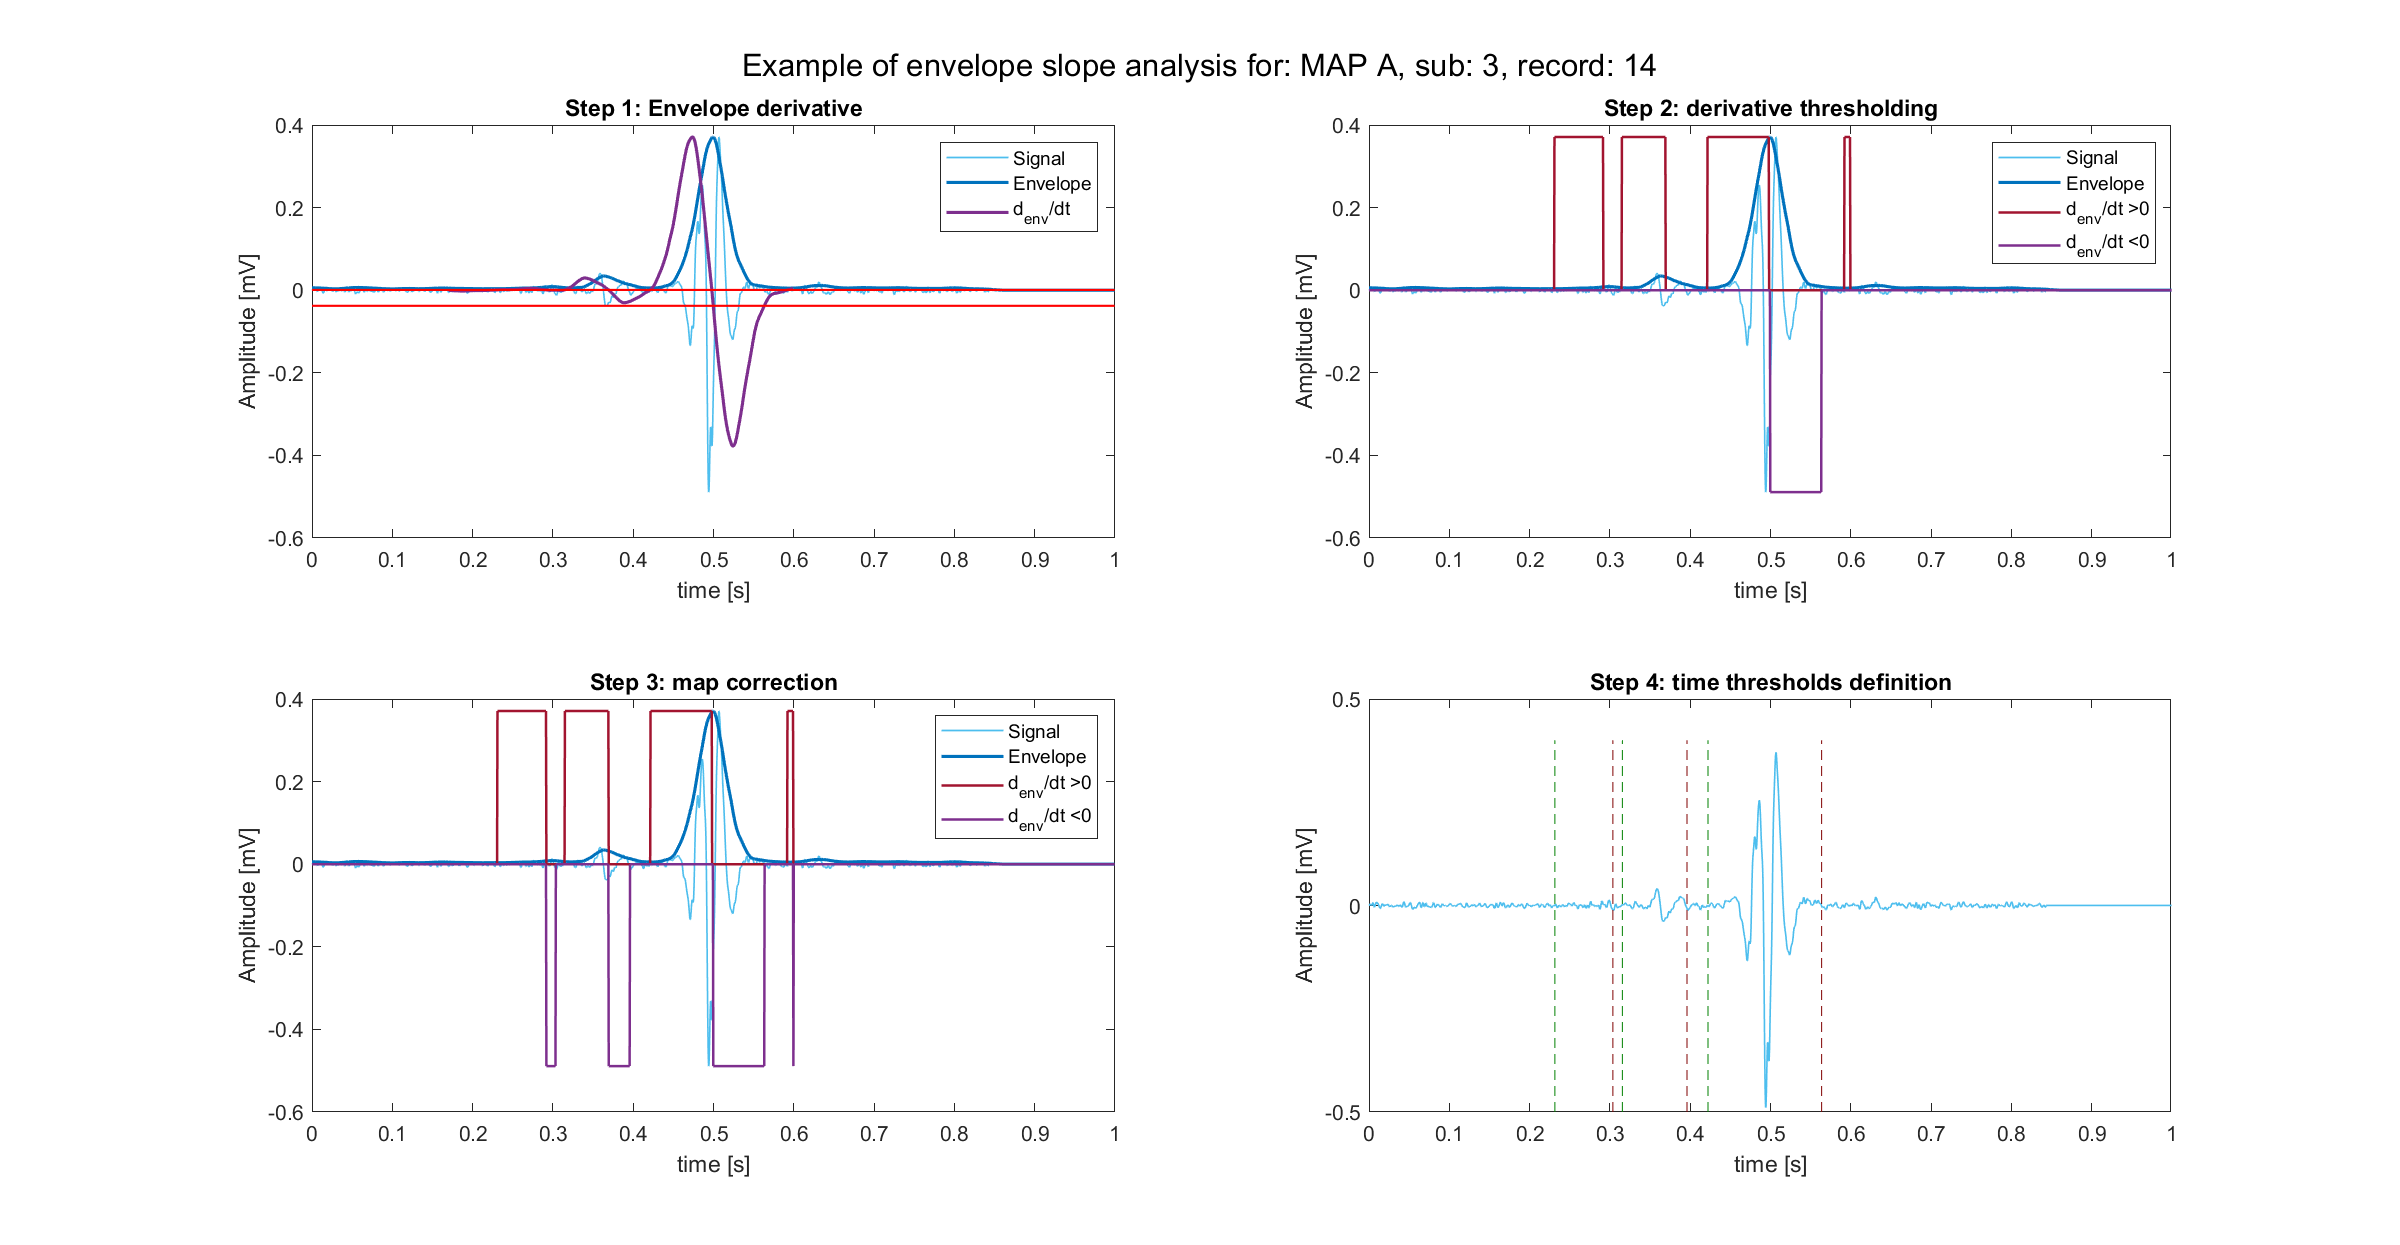 Example of envelope slope analysis for: MAP A, sub: 3, record: 14
Step 1: Envelope derivative
0.4
0.2
0
-0.2
-0.4
-0.6
Amplitude [mV]
0 0.1 0.2 0.3 0.4 0.5 0.6 0.7 0.8 0.9 1
time [s]
Signal
Envelope
d_env/dt
Step 2: derivative thresholding
0.4
0.2
0
-0.2
-0.4
-0.6
Amplitude [mV]
0 0.1 0.2 0.3 0.4 0.5 0.6 0.7 0.8 0.9 1
time [s]
Signal
Envelope
d_env/dt >0
d_env/dt <0
Step 3: map correction
0.4
0.2
0
-0.2
-0.4
-0.6
Amplitude [mV]
0 0.1 0.2 0.3 0.4 0.5 0.6 0.7 0.8 0.9 1
time [s]
Signal
Envelope
d_env/dt >0
d_env/dt <0
Step 4: time thresholds definition
0.5
0
-0.5
Amplitude [mV]
0 0.1 0.2 0.3 0.4 0.5 0.6 0.7 0.8 0.9 1
time [s]